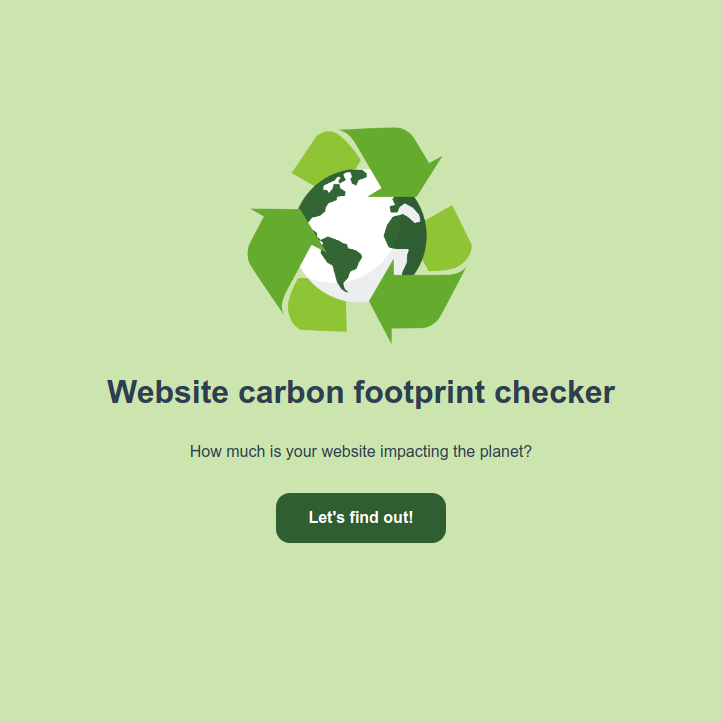 Website carbon footprint checker
How much is your website impacting the planet?
Let's find out!